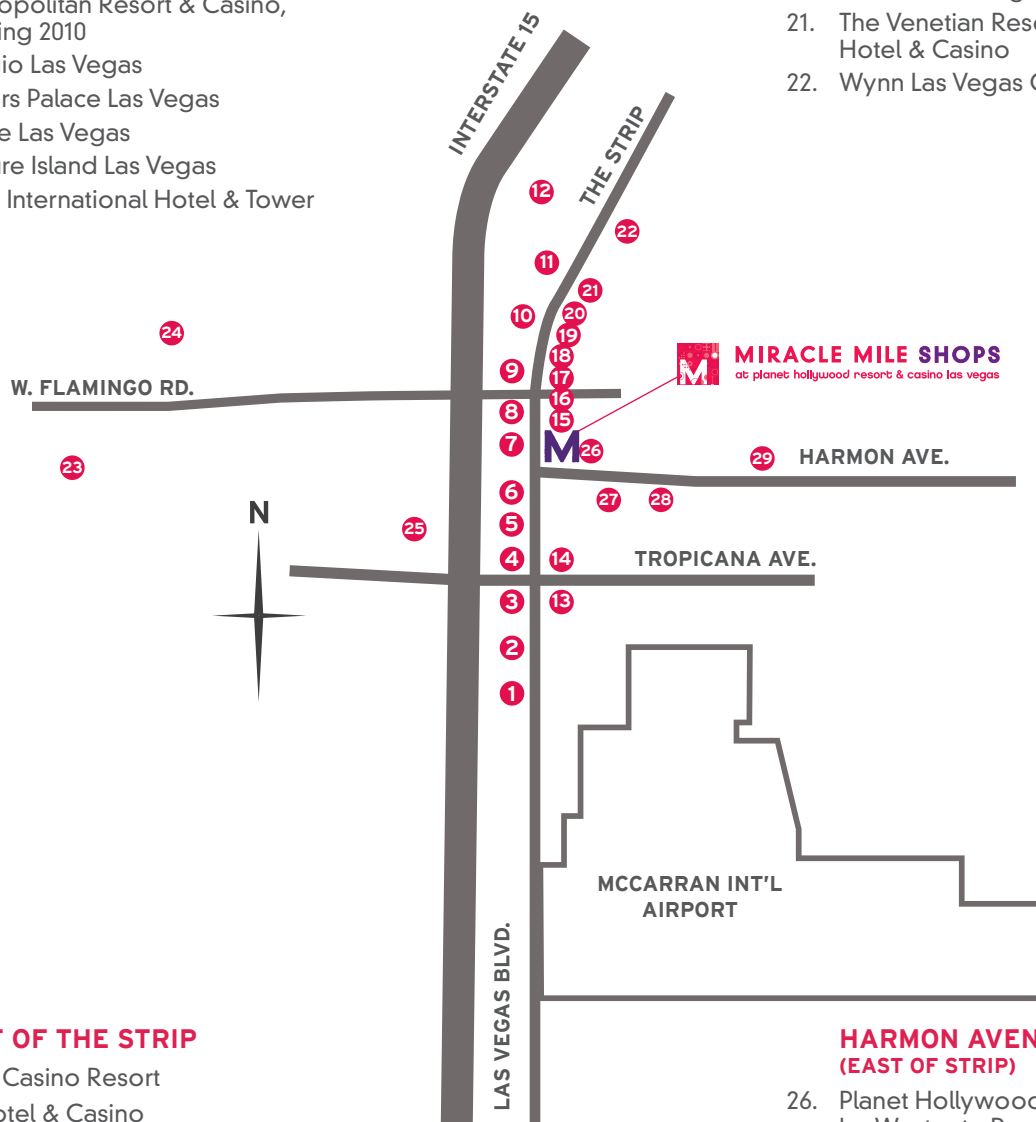 opolitan Resort & Casino,
ing 2010
io Las Vegas
rs Palace Las Vegas
e Las Vegas
ure Island Las Vegas
International Hotel & Tower
21. The Venetian Reso
Hotel & Casino
22. Wynn Las Vegas
INTERSTATE 15
THE STRIP
12
22
11
21
10
20
19
24
18
9
17
W. FLAMINGO RD.
16
8
15
7
M
26
M
MIRACLE MILE SHOPS
at planet hollywood resort & casino las vegas
23
29
HARMON AVE.
6
27
28
N
5
25
4
14
TROPICANA AVE.
3
13
2
1
MCCARRAN INT'L
AIRPORT
LAS VEGAS BLVD.
T OF THE STRIP
Casino Resort
otel & Casino
HARMON AVEN
(EAST OF STRIP)
26. Planet Hollywood